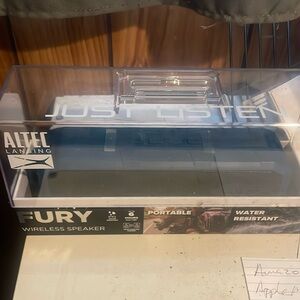 JUST LISTEN
ALTEC
LANSING
FURY
WIRELESS SPEAKER
PORTABLE
WATER
RESISTANT